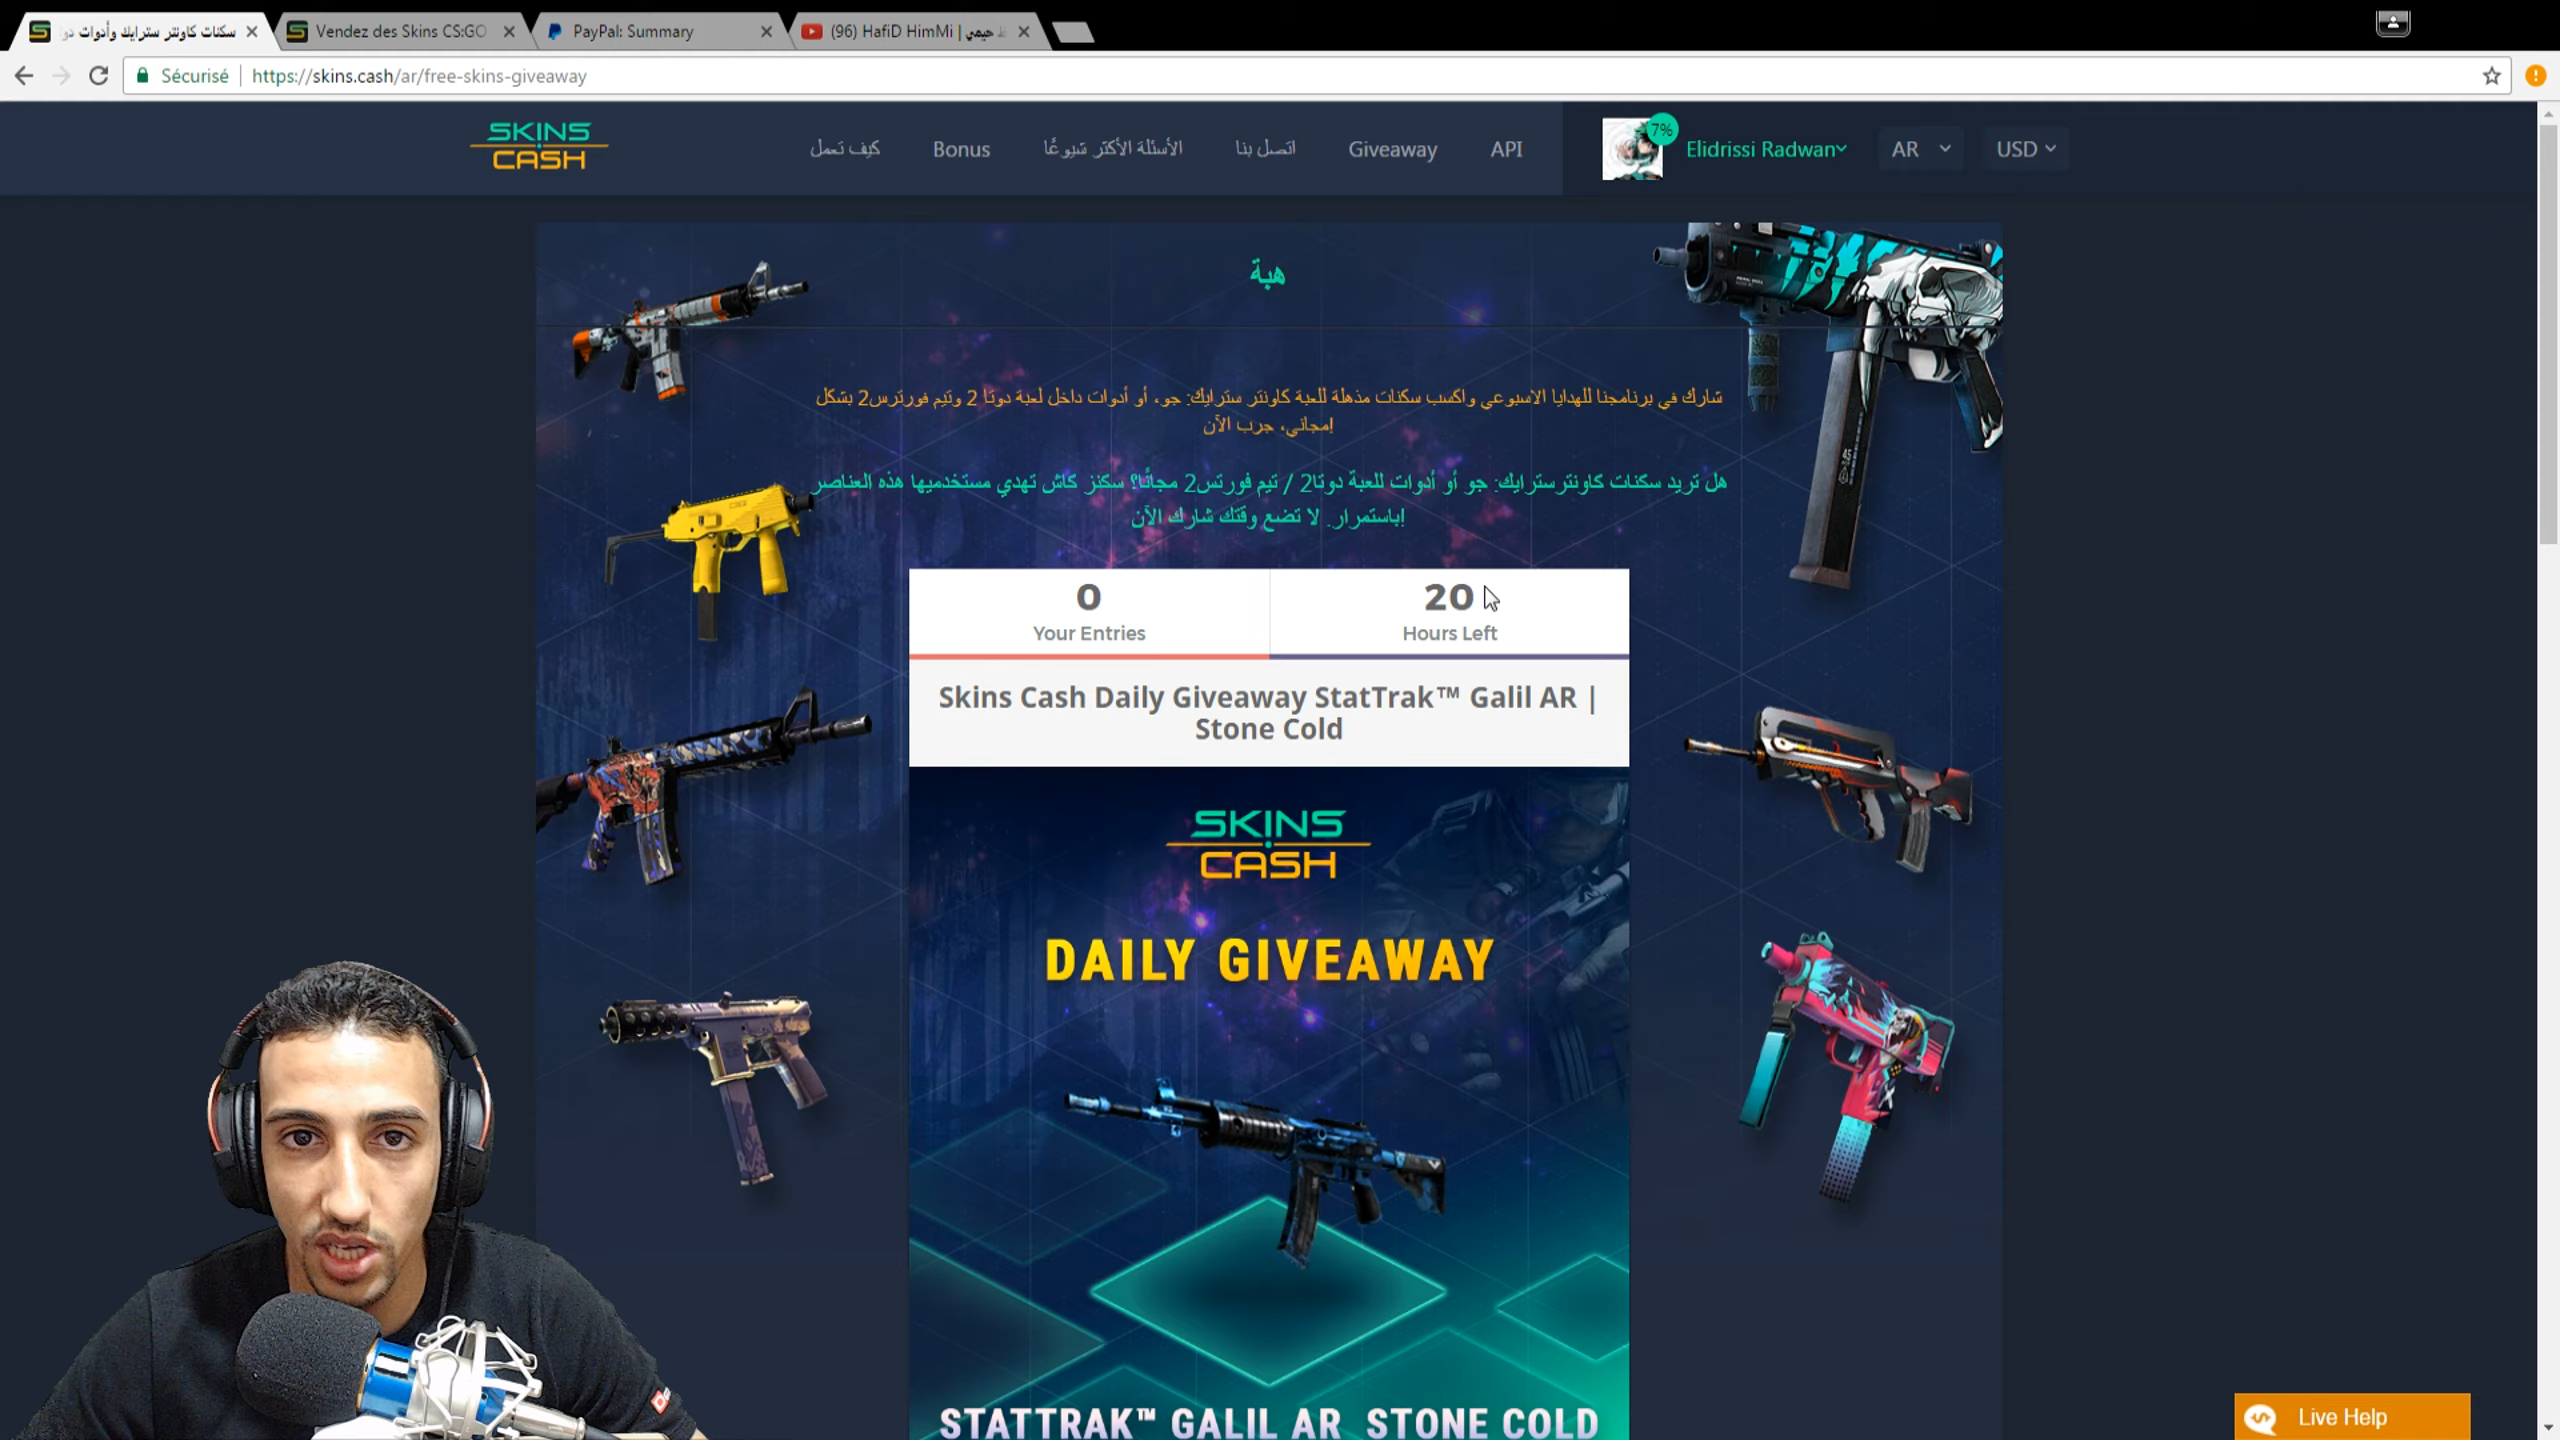 سكنات كاونتر سترايك وأدوات دو
Vendez des Skins CS:GO
PayPal: Summary
(96) HafiD HimMi | حيمي
Sécurisé
https://skins.cash/ar/free-skins-giveaway
SKINS
CASH
كيف تعمل
Bonus
الأسئلة الأكثر شيوعًا
اتصل بنا
Giveaway
API
7%
Elidrissi Radwan
AR
USD
هبة
شارك في برنامجنا للهدايا الاسبوعي واكسب سكنات مذهلة للعبة كاونتر سترايك: جو، أو أدوات داخل لعبة دوتا 2 وتيم فورترس2 بشكل
مجاني، جرب الآن!
هل تريد سكنات كاونترسترايك: جو أو أدوات للعبة دوتا2 / تيم فورتس2 مجانًا؟ سكنز كاش تهدي مستخدميها هذه العناصر
باستمرار. لا تضع وقتك شارك الآن!
0
Your Entries
20
Hours Left
Skins Cash Daily Giveaway StatTrak™ Galil AR |
Stone Cold
SKINS
CASH
DAILY GIVEAWAY
STATTRAK™ GALIL AR STONE COLD
Live Help